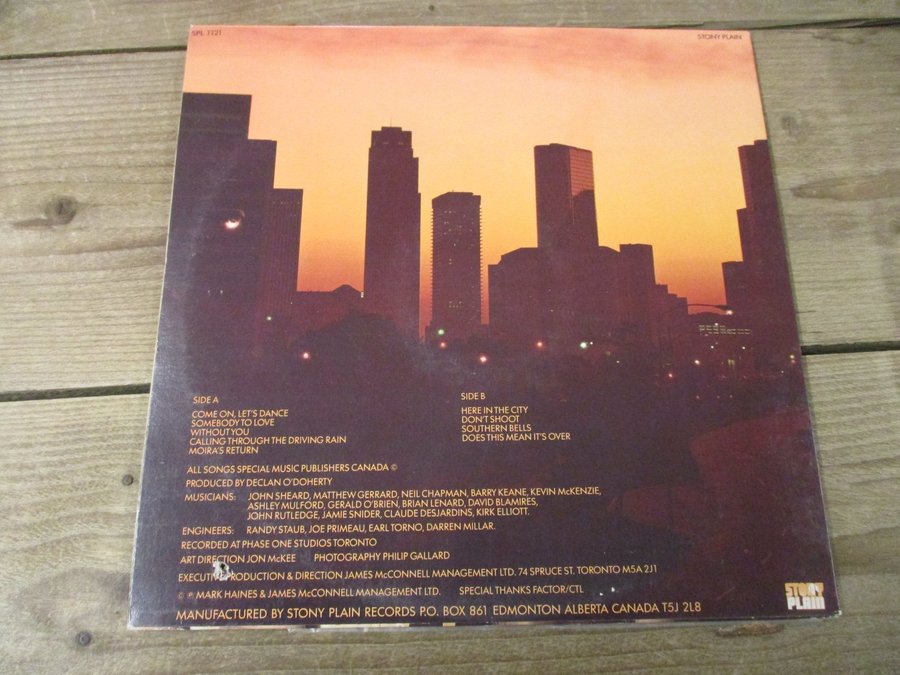 SPL 1121
STONY PLAIN
SIDE A
COME ON, LET'S DANCE
SOMEBODY TO LOVE
WITHOUT YOU
CALLING THROUGH THE DRIVING RAIN
MOIRA'S RETURN
SIDE B
HERE IN THE CITY
DON'T SHOOT
SOUTHERN BELLS
DOES THIS MEAN IT'S OVER
ALL SONGS SPECIAL MUSIC PUBLISHERS CANADA ©
PRODUCED BY DECLAN O'DOHERTY
MUSICIANS: JOHN SHEARD, MATTHEW GERRARD, NEIL CHAPMAN, BARRY KEANE, KEVIN McKENZIE,
ASHLEY MULFORD, GERALD O'BRIEN, BRIAN LENARD, DAVID BLAMIRES,
JOHN RUTLEDGE, JAMIE SNIDER, CLAUDE DESJARDINS, KIRK ELLIOTT.
ENGINEERS: RANDY STAUB, JOE PRIMEAU, EARL TORNO, DARREN MILLAR.
RECORDED AT PHASE ONE STUDIOS TORONTO
ART DIRECTION JON McKEE PHOTOGRAPHY PHILIP GALLARD
EXECUTIVE PRODUCTION & DIRECTION JAMES McCONNELL MANAGEMENT LTD. 74 SPRUCE ST. TORONTO M5A 2J1
© ℗ MARK HAINES & JAMES McCONNELL MANAGEMENT LTD. SPECIAL THANKS FACTOR/CTL
MANUFACTURED BY STONY PLAIN RECORDS P.O. BOX 861 EDMONTON ALBERTA CANADA T5J 2L8
STONY
PLAIN